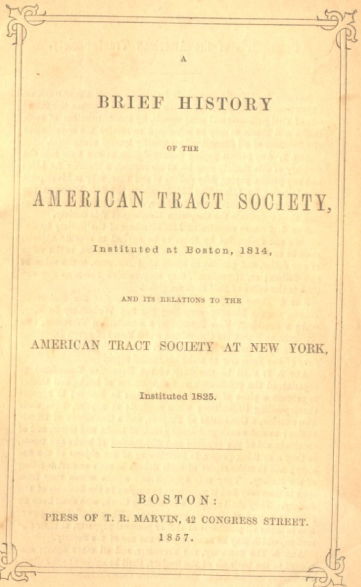 A
BRIEF HISTORY
OF THE
AMERICAN TRACT SOCIETY,
Instituted at Boston, 1814,
AND ITS RELATIONS TO THE
AMERICAN TRACT SOCIETY AT NEW YORK,
Instituted 1825.
BOSTON:
PRESS OF T. R. MARVIN, 42 CONGRESS STREET.
1857.